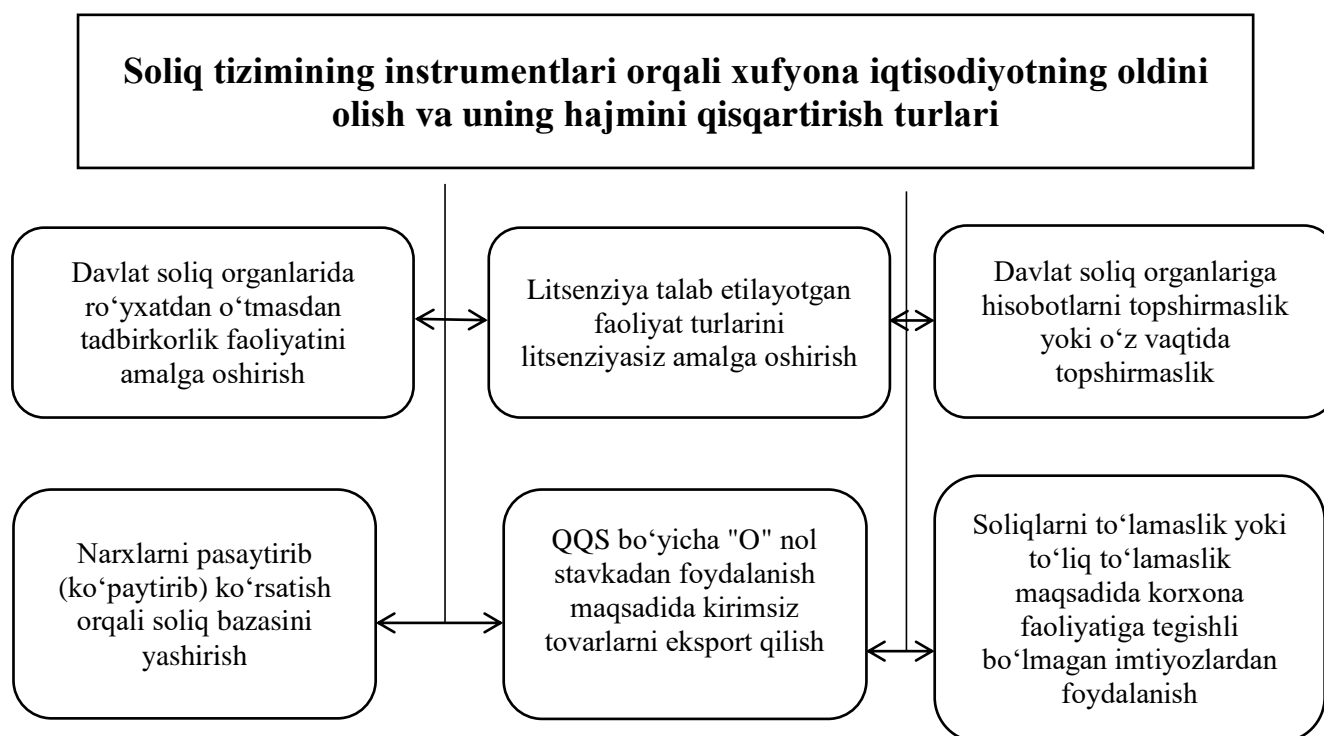 Soliq tizimining instrumentlari orqali xufyona iqtisodiyotning oldini
olish va uning hajmini qisqartirish turlari
Davlat soliq organlarida
ro‘yxatdan o‘tmasdan
tadbirkorlik faoliyatini
amalga oshirish
Litsenziya talab etilayotgan
faoliyat turlarini
litsenziyasiz amalga oshirish
Davlat soliq organlariga
hisobotlarni topshirmaslik
yoki o‘z vaqtida
topshirmaslik
Narxlarni pasaytirib
(ko‘paytirib) ko‘rsatish
orqali soliq bazasini
yashirish
QQS bo‘yicha "O" nol
stavkadan foydalanish
maqsadida kirimsiz
tovarlarni eksport qilish
Soliqlarni to‘lamaslik yoki
to‘liq to‘lamaslik
maqsadida korxona
faoliyatiga tegishli
bo‘lmagan imtiyozlardan
foydalanish